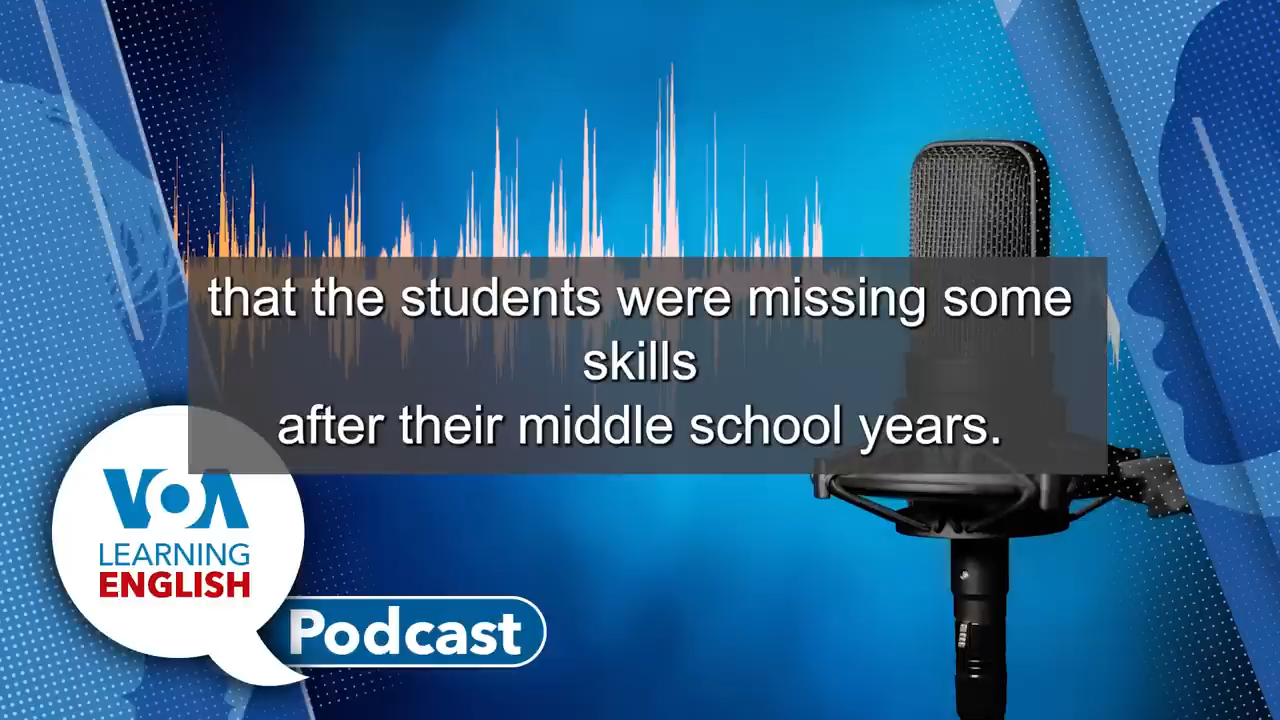 that the students were missing some
skills
after their middle school years.
VOA
LEARNING
ENGLISH
Podcast